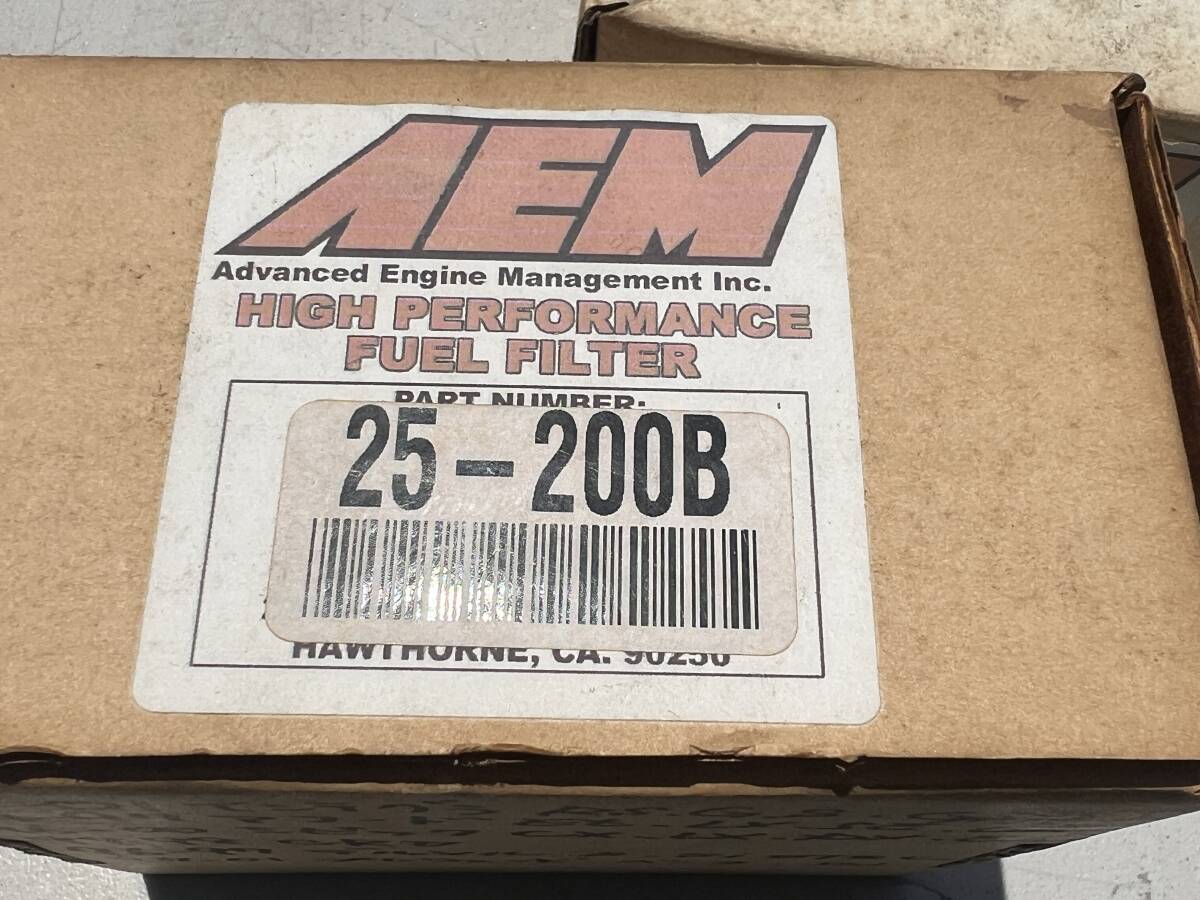 AEM
Advanced Engine Management Inc.
HIGH PERFORMANCE
FUEL FILTER
PART NUMBER:
25-200B
HAWTHORNE, CA. 90250